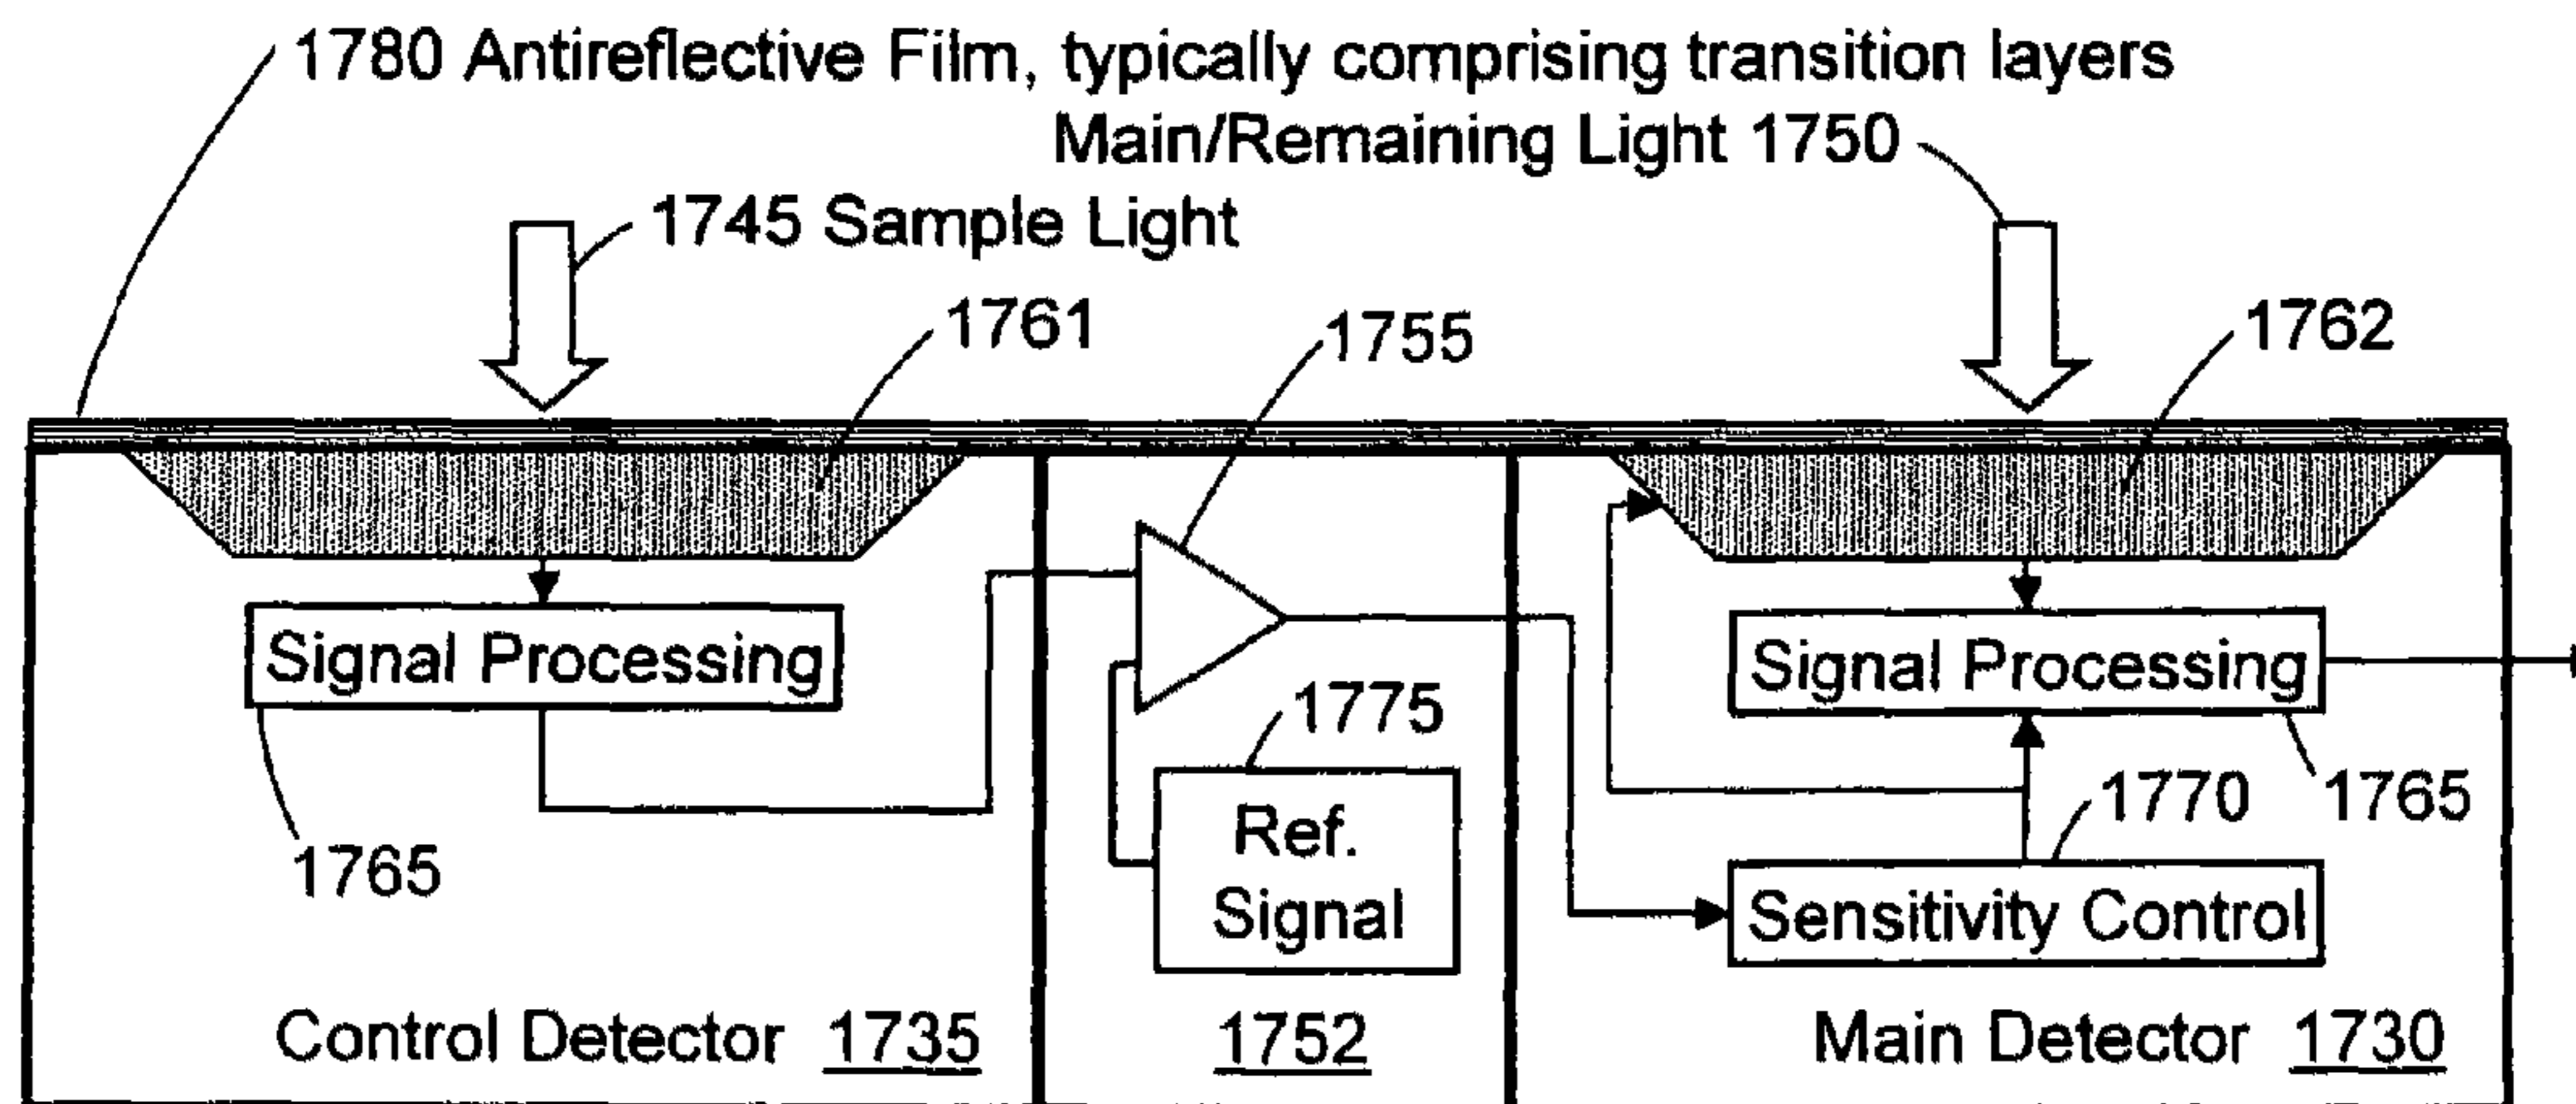 1780 Antireflective Film, typically comprising transition layers
Main/Remaining Light 1750
1745 Sample Light
1761
1755
1762
Signal Processing
1765
1775
Ref.
Signal
Signal Processing
1765
1770
Sensitivity Control
Control Detector 1735
1752
Main Detector 1730